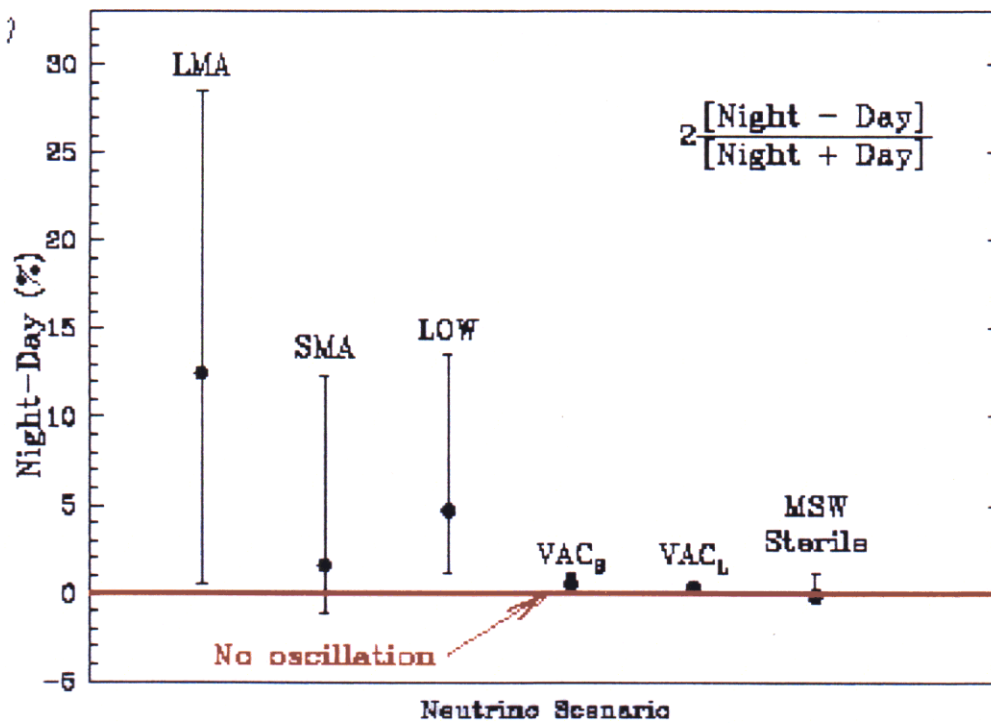 )
30
25
20
15
10
5
0
-5
Night-Day (%)
LMA
SMA
LOW
VAC_S
VAC_L
MSW
Sterile
2 [Night - Day]
[Night + Day]
No oscillation
Neutrino Scenario